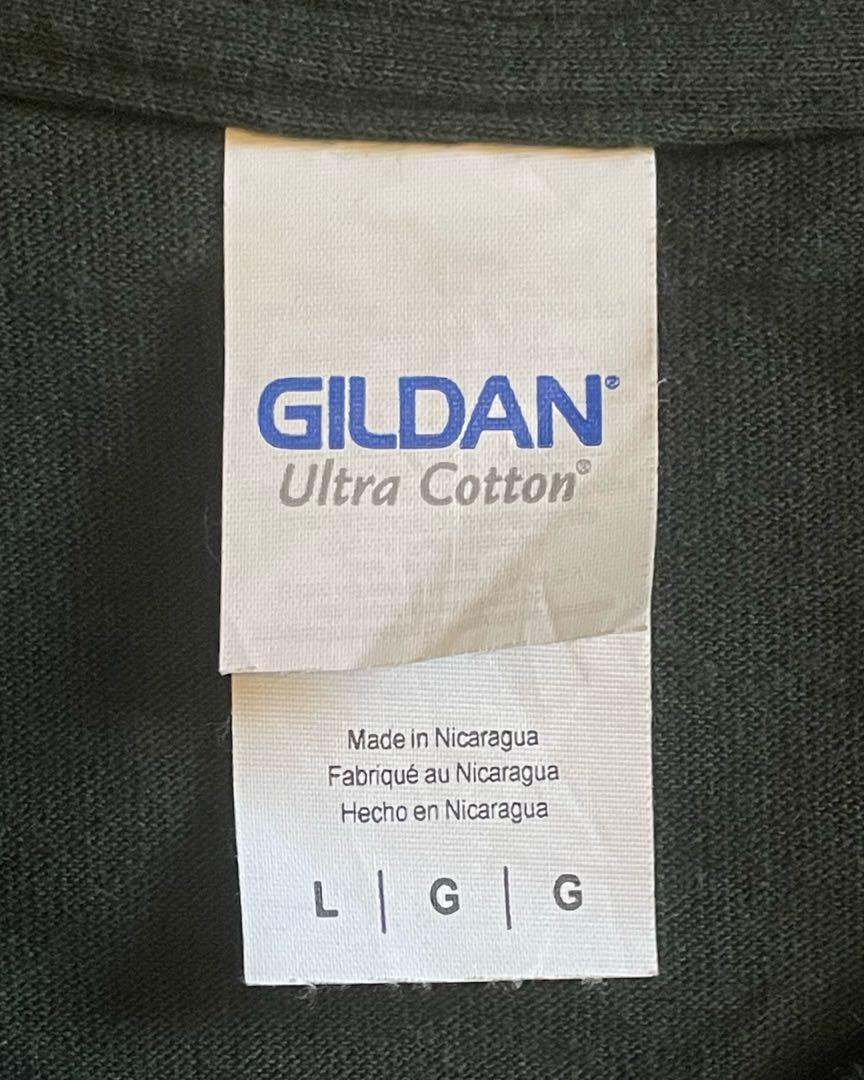 GILDAN®
Ultra Cotton®
Made in Nicaragua
Fabriqué au Nicaragua
Hecho en Nicaragua
L | G | G